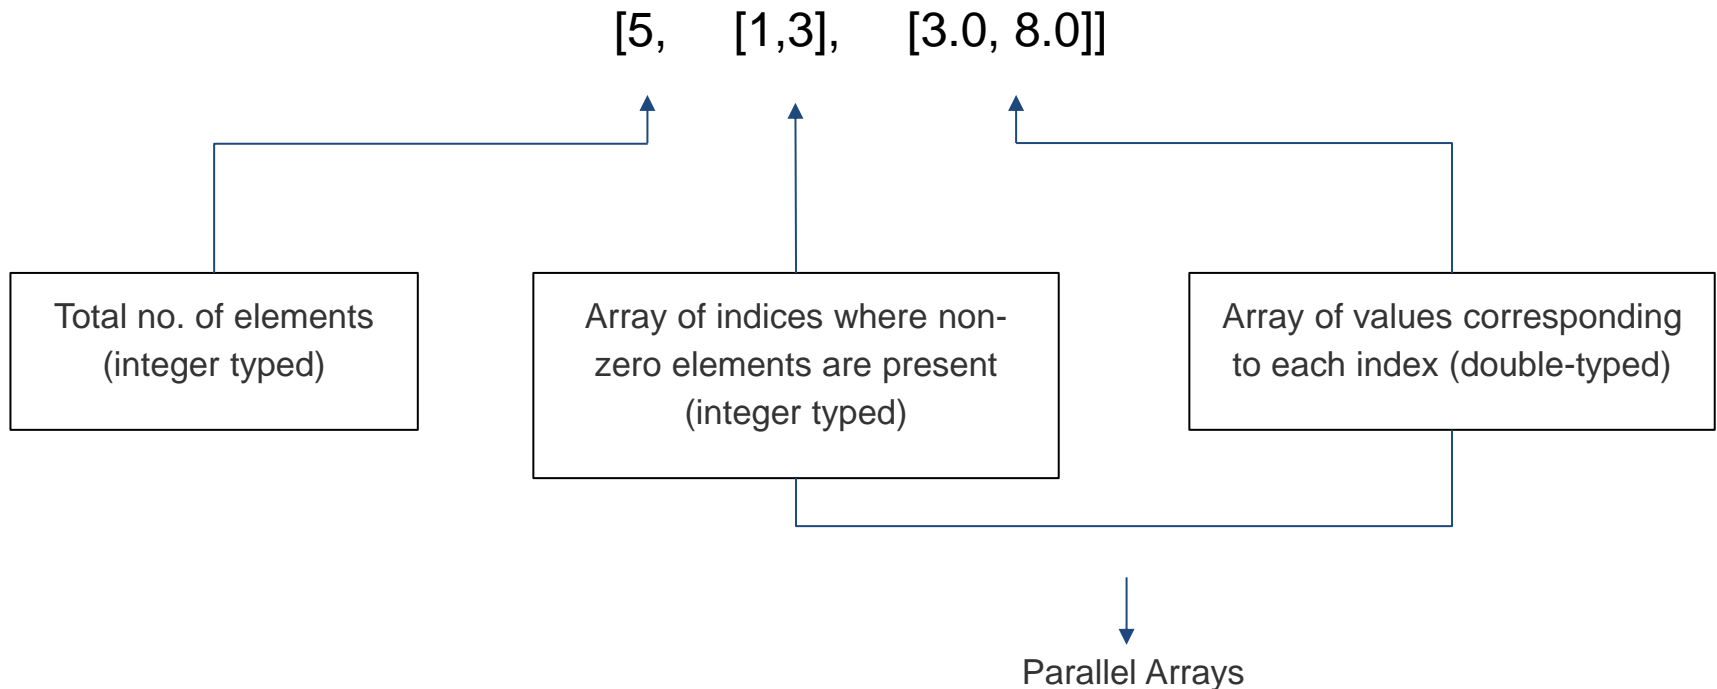 [5, [1,3], [3.0, 8.0]]
Total no. of elements
(integer typed)
Array of indices where non-
zero elements are present
(integer typed)
Array of values corresponding
to each index (double-typed)
Parallel Arrays